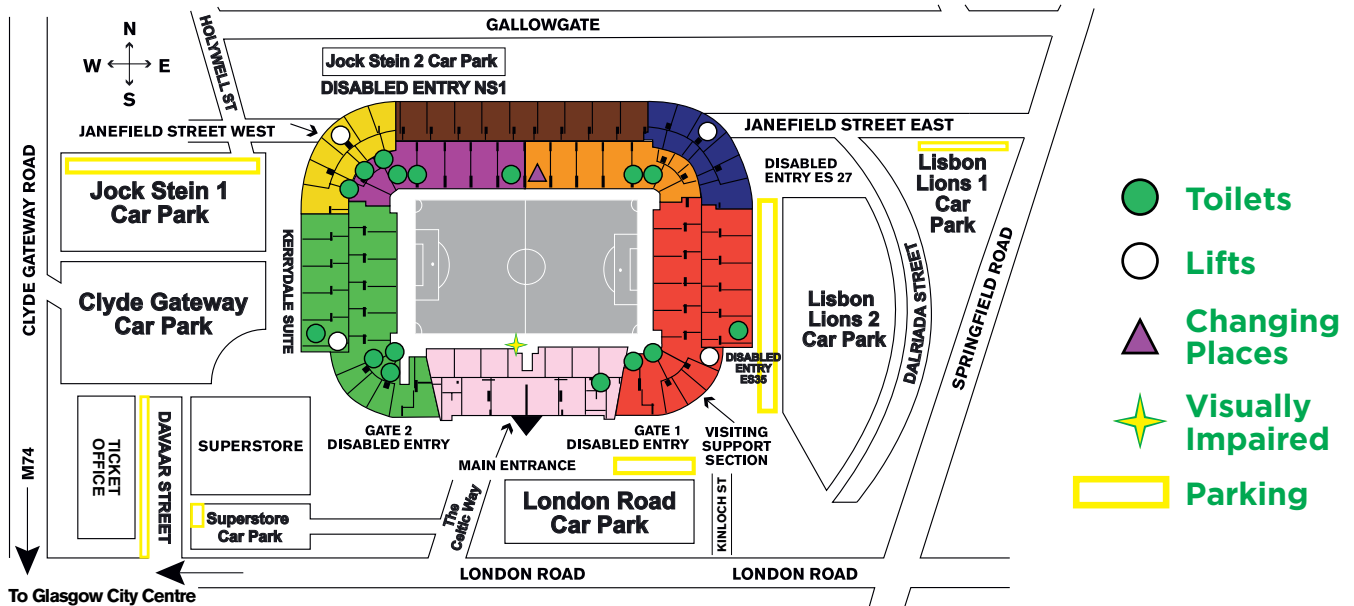 GALLOWGATE
HOLYWELL ST
N
W
E
S
Jock Stein 2 Car Park
DISABLED ENTRY NS1
JANEFIELD STREET WEST
JANEFIELD STREET EAST
CLYDE GATEWAY ROAD
Jock Stein 1
Car Park
DISABLED
ENTRY ES 27
Lisbon
Lions 1
Car
Park
KERRYDALE SUITE
Clyde Gateway
Car Park
Lisbon
Lions 2
Car Park
DALRIADA STREET
SPRINGFIELD ROAD
DISABLED
ENTRY
ES35
GATE 2
DISABLED ENTRY
GATE 1
DISABLED ENTRY
VISITING
SUPPORT
SECTION
MAIN ENTRANCE
M74
TICKET
OFFICE
DAVAAR STREET
SUPERSTORE
Superstore
Car Park
The
Celtic Way
London Road
Car Park
KINLOCH ST
LONDON ROAD
LONDON ROAD
To Glasgow City Centre
Toilets
Lifts
Changing
Places
Visually
Impaired
Parking